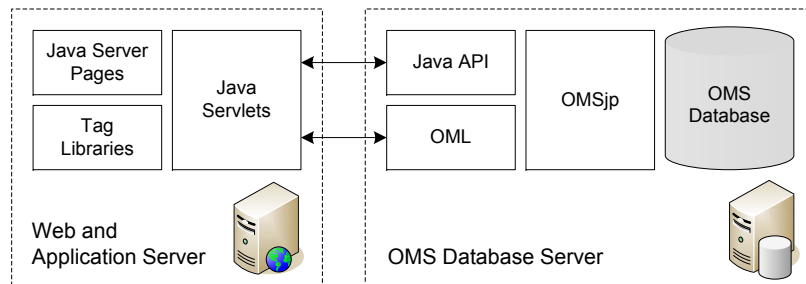 Java Server
Pages
Tag
Libraries
Java
Servlets
Java API
OML
OMSjp
OMS
Database
Web and
Application Server
OMS Database Server